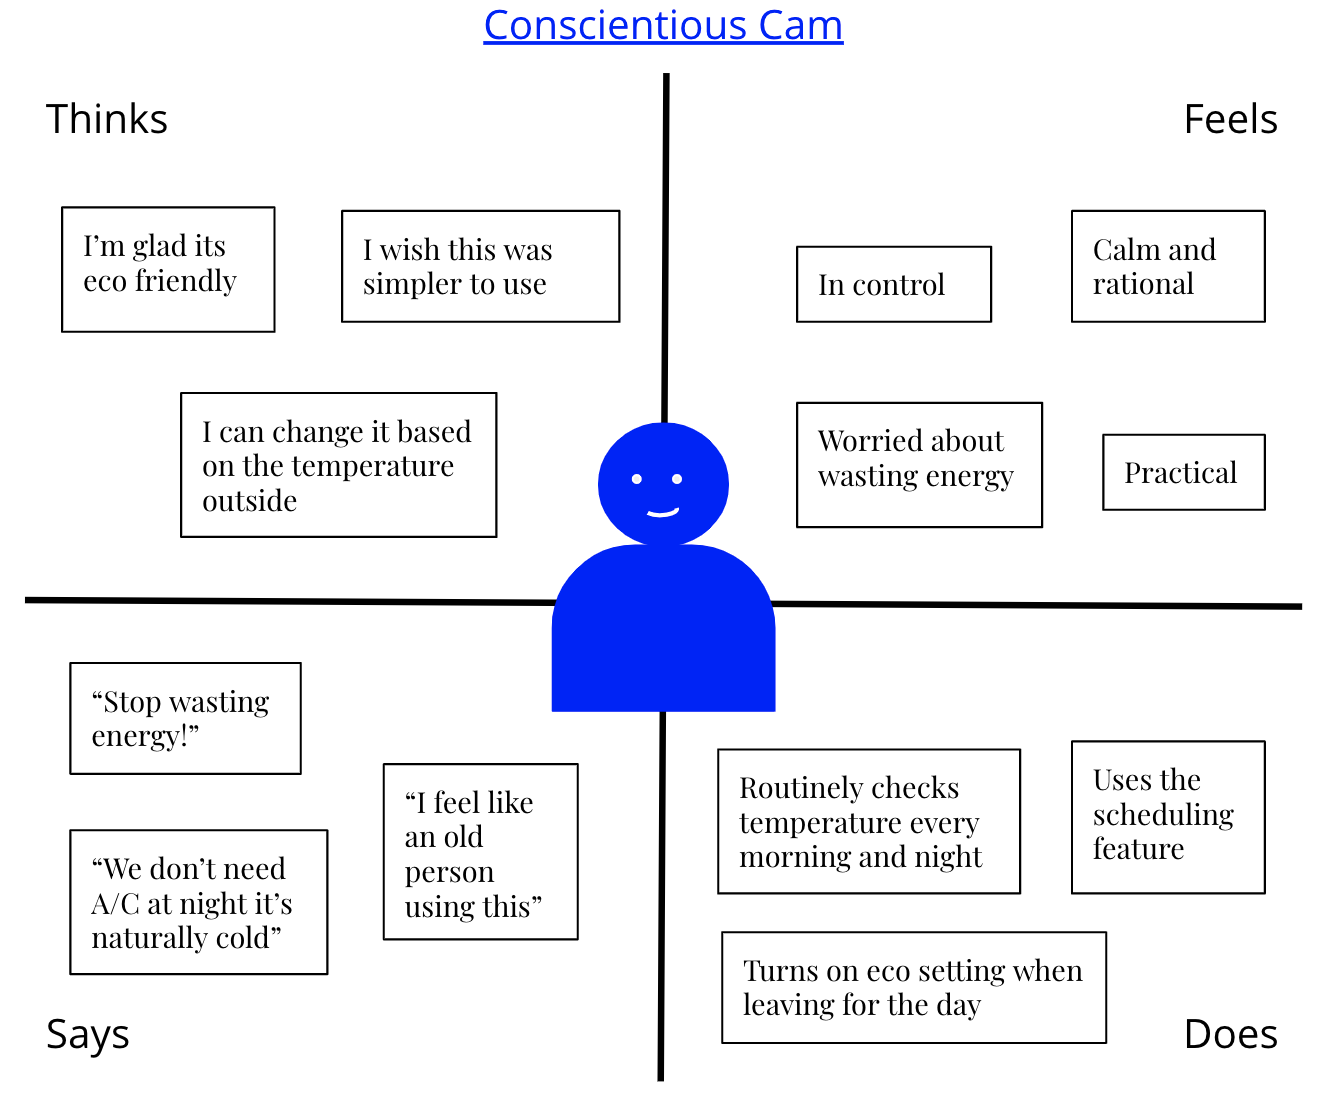 Conscientious Cam
Thinks
Feels
I’m glad its
eco friendly
I wish this was
simpler to use
I can change it based
on the temperature
outside
In control
Calm and
rational
Worried about
wasting energy
Practical
“Stop wasting
energy!”
“We don’t need
A/C at night it’s
naturally cold”
“I feel like
an old
person
using this”
Says
Routinely checks
temperature every
morning and night
Uses the
scheduling
feature
Turns on eco setting when
leaving for the day
Does